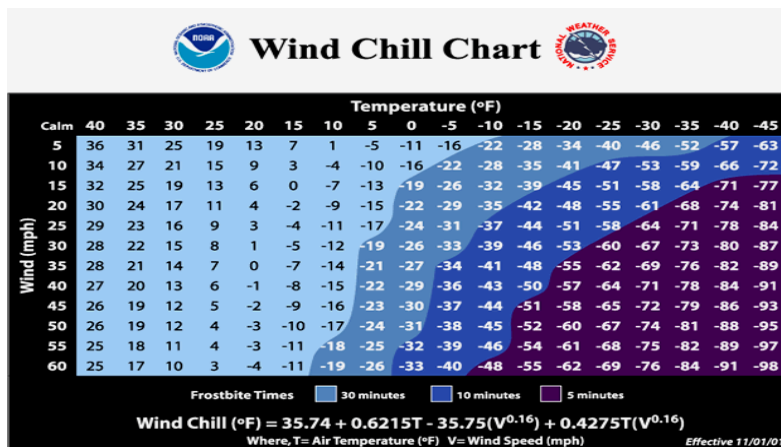 NOAA
Wind Chill Chart
NATIONAL WEATHER SERVICE
Temperature (ºF)
Calm 40 35 30 25 20 15 10 5 0 -5 -10 -15 -20 -25 -30 -35 -40 -45
5 36 31 25 19 13 7 1 -5 -11 -16 -22 -28 -34 -40 -46 -52 -57 -63
10 34 27 21 15 9 3 -4 -10 -16 -22 -28 -35 -41 -47 -53 -59 -66 -72
15 32 25 19 13 6 0 -7 -13 -19 -26 -32 -39 -45 -51 -58 -64 -71 -77
20 30 24 17 11 4 -2 -9 -15 -22 -29 -35 -42 -48 -55 -61 -68 -74 -81
25 29 23 16 9 3 -4 -11 -17 -24 -31 -37 -44 -51 -58 -64 -71 -78 -84
30 28 22 15 8 1 -5 -12 -19 -26 -33 -39 -46 -53 -60 -67 -73 -80 -87
35 28 21 14 7 0 -7 -14 -21 -27 -34 -41 -48 -55 -62 -69 -76 -82 -89
40 27 20 13 6 -1 -8 -15 -22 -29 -36 -43 -50 -57 -64 -71 -78 -84 -91
45 26 19 12 5 -2 -9 -16 -23 -30 -37 -44 -51 -58 -65 -72 -79 -86 -93
50 26 19 12 4 -3 -10 -17 -24 -31 -38 -45 -52 -60 -67 -74 -81 -88 -95
55 25 18 11 4 -3 -11 -18 -25 -32 -39 -46 -54 -61 -68 -75 -82 -89 -97
60 25 17 10 3 -4 -11 -19 -26 -33 -40 -48 -55 -62 -69 -76 -84 -91 -98
Wind (mph)
Frostbite Times 30 minutes 10 minutes 5 minutes
Wind Chill (ºF) = 35.74 + 0.6215T - 35.75(V0.16) + 0.4275T(V0.16)
Where, T= Air Temperature (ºF) V= Wind Speed (mph)
Effective 11/01/0